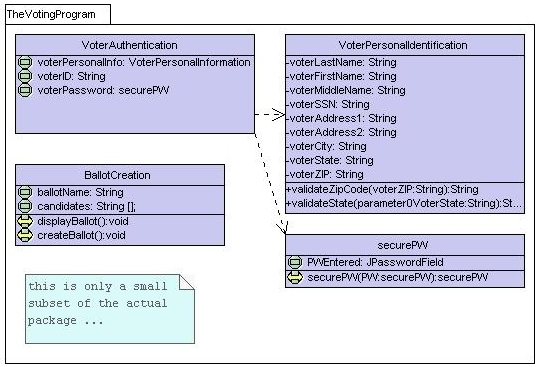 TheVotingProgram
VoterAuthentication
voterPersonalInfo: VoterPersonalInformation
voterID: String
voterPassword: securePW
VoterPersonalIdentification
-voterLastName: String
-voterFirstName: String
-voterMiddleName: String
-voterSSN: String
-voterAddress1: String
-voterAddress2: String
-voterCity: String
-voterState: String
-voterZIP: String
+validateZipCode(voterZIP:String):String
+validateState(parameter0VoterState:String):St...
BallotCreation
ballotName: String
candidates: String [];
displayBallot():void
createBallot():void
securePW
PWEntered: JPasswordField
securePW(PW:securePW):securePW
this is only a small
subset of the actual
package ...